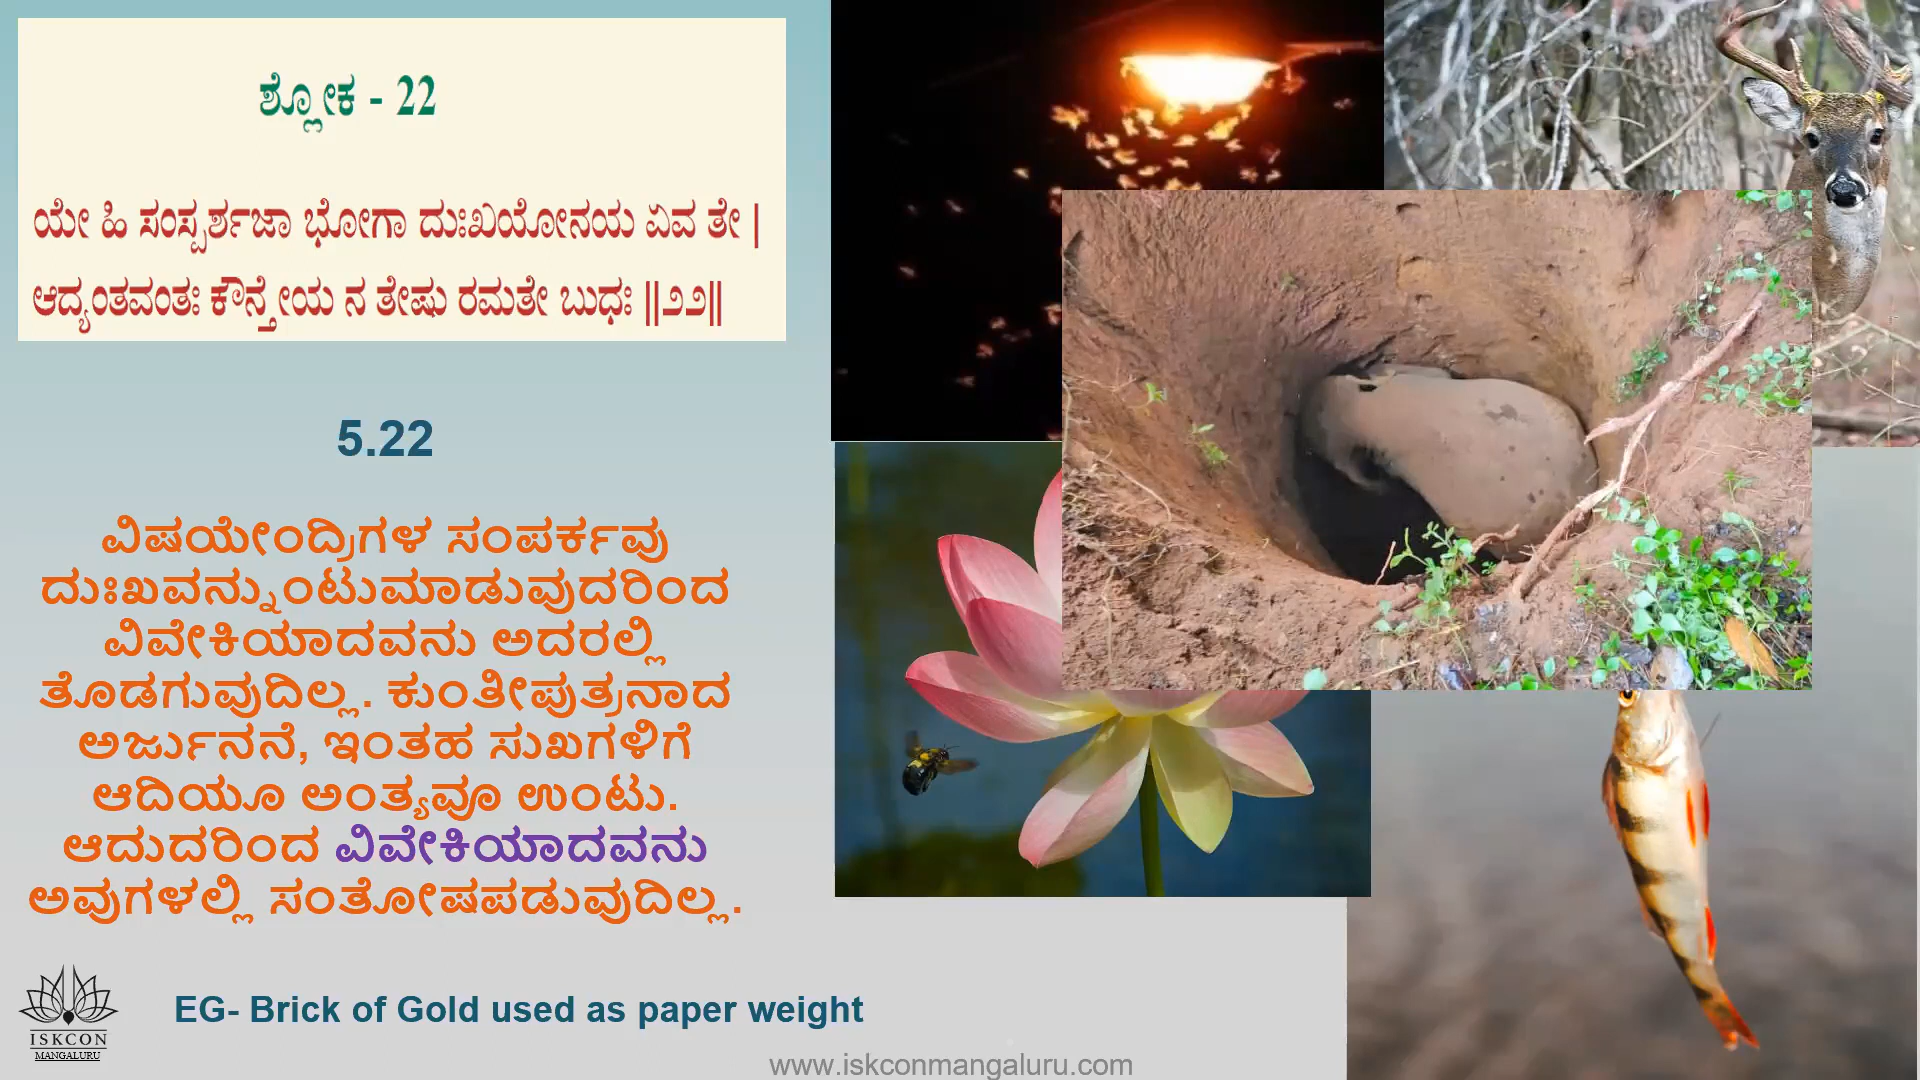 ಶ್ಲೋಕ - 22
ಯೇ ಹಿ ಸಂಸ್ಪರ್ಶಜಾ ಭೋಗಾ ದುಃಖಯೋನಯ ಏವ ತೇ |
ಆದ್ಯಂತವಂತಃ ಕೌನ್ತೇಯ ನ ತೇಷು ರಮತೇ ಬುಧಃ ||೨೨||
5.22
ವಿಷಯೇಂದ್ರಿಗಳ ಸಂಪರ್ಕವು
ದುಃಖವನ್ನುಂಟುಮಾಡುವುದರಿಂದ
ವಿವೇಕಿಯಾದವನು ಅದರಲ್ಲಿ
ತೊಡಗುವುದಿಲ್ಲ. ಕುಂತೀಪುತ್ರನಾದ
ಅರ್ಜುನನೆ, ಇಂತಹ ಸುಖಗಳಿಗೆ
ಆದಿಯೂ ಅಂತ್ಯವೂ ಉಂಟು.
ಆದುದರಿಂದ ವಿವೇಕಿಯಾದವನು
ಅವುಗಳಲ್ಲಿ ಸಂತೋಷಪಡುವುದಿಲ್ಲ.
EG- Brick of Gold used as paper weight
ISKCON
MANGALURU
www.iskconmangaluru.com